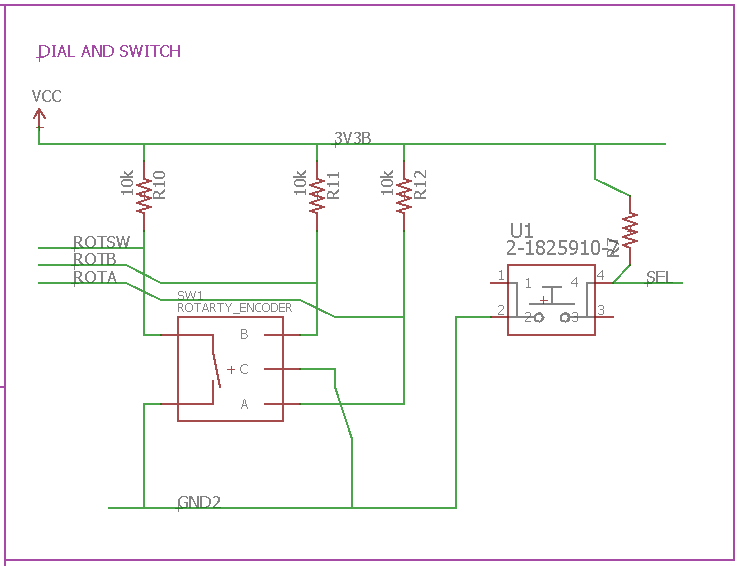 DIAL AND SWITCH
VCC
3V3B
10k
R10
10k
R11
10k
R12
U1
2-1825910-7
ROTSW
ROTB
ROTA
SEL
SW1
ROTARTY_ENCODER
B
C
A
1
1
4
4
2
2
3
3
GND2